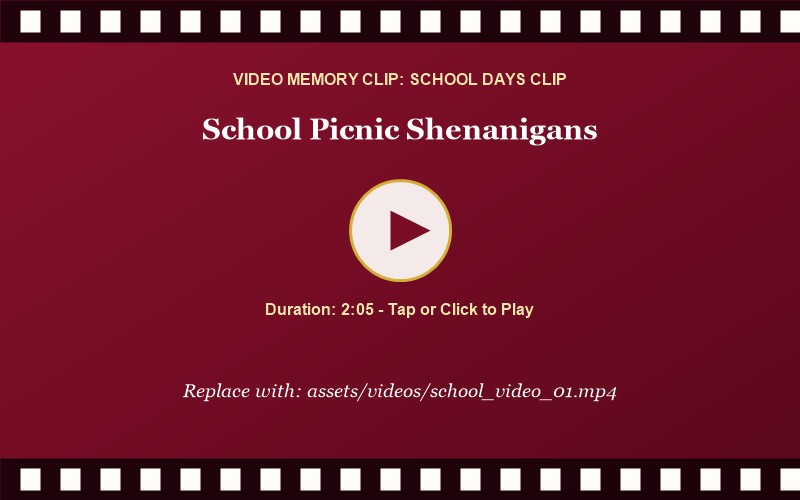 VIDEO MEMORY CLIP: SCHOOL DAYS CLIP
School Picnic Shenanigans
Duration: 2:05 - Tap or Click to Play
Replace with: assets/videos/school_video_01.mp4